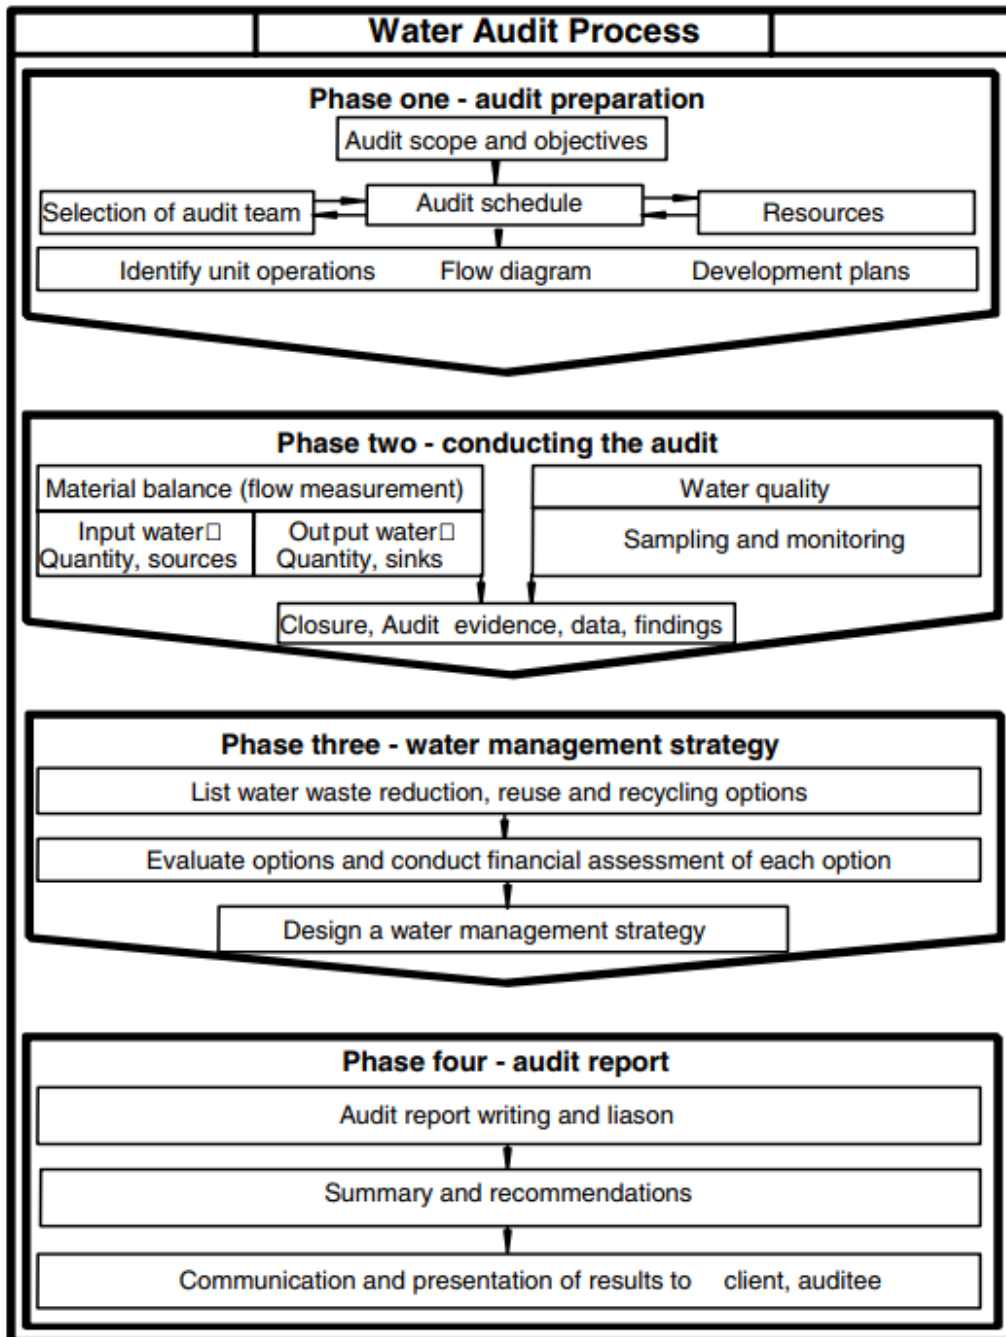 Water Audit Process
Phase one - audit preparation
Audit scope and objectives
Selection of audit team
Audit schedule
Resources
Identify unit operations Flow diagram Development plans
Phase two - conducting the audit
Material balance (flow measurement)
Input water□
Quantity, sources
Output water□
Quantity, sinks
Water quality
Sampling and monitoring
Closure, Audit evidence, data, findings
Phase three - water management strategy
List water waste reduction, reuse and recycling options
Evaluate options and conduct financial assessment of each option
Design a water management strategy
Phase four - audit report
Audit report writing and liason
Summary and recommendations
Communication and presentation of results to client, auditee